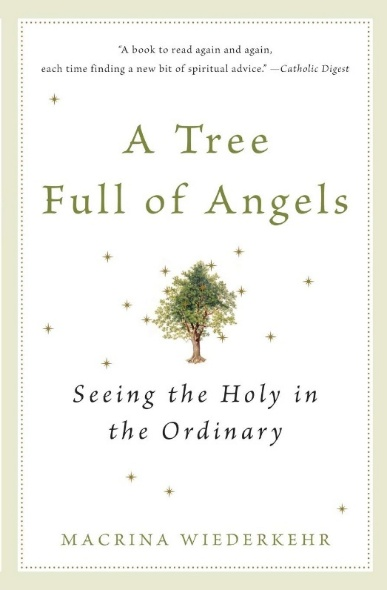 "A book to read again and again,
each time finding a new bit of spiritual advice." —Catholic Digest
A Tree
Full of Angels
Seeing the Holy in
the Ordinary
MACRINA WIEDERKEHR